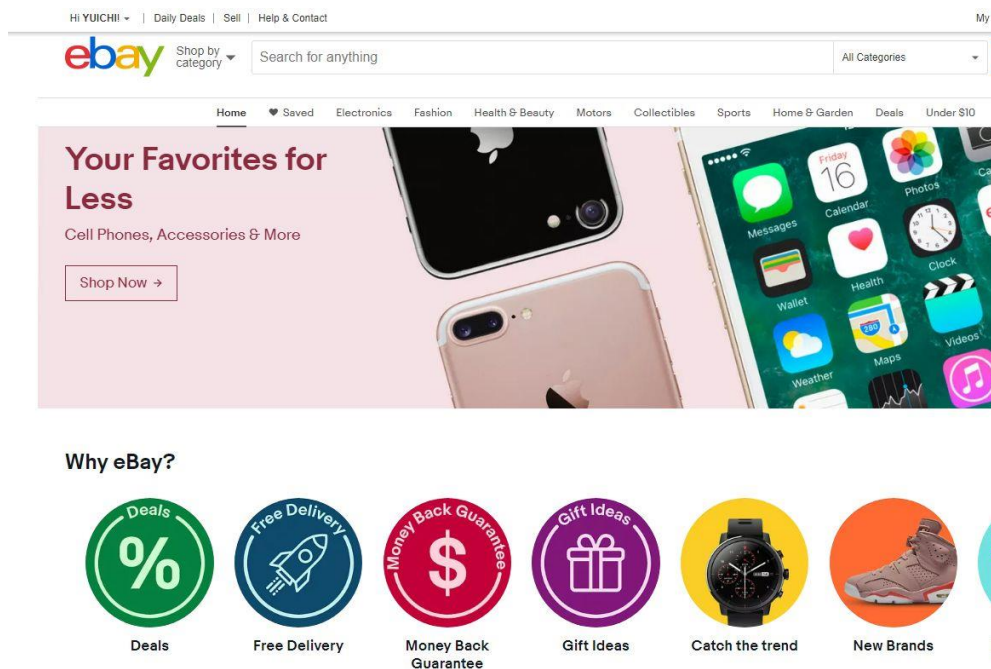 Hi YUICHI! | Daily Deals | Sell | Help & Contact
My
ebay
Shop by
category
Search for anything
All Categories
Home Saved Electronics Fashion Health & Beauty Motors Collectibles Sports Home & Garden Deals Under $10
Your Favorites for
Less
Cell Phones, Accessories & More
Shop Now →
Messages
Friday
16
Calendar
Photos
Ca
Wallet
Health
Clock
Weather
280
Maps
Videos
Why eBay?
Deals
%
Deals
Free Delivery
Free Delivery
Money Back Guarantee
$
Money Back
Guarantee
Gift Ideas
Gift Ideas
Catch the trend
New Brands